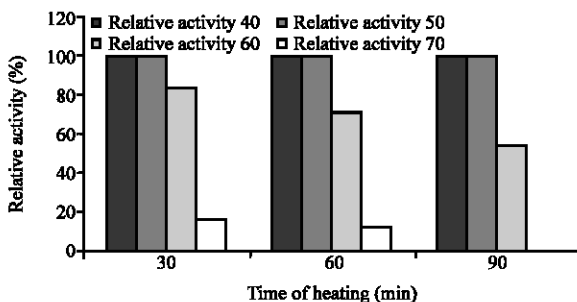 120
Relative activity 40 Relative activity 50
Relative activity 60 Relative activity 70
100
80
60
40
20
0
Relative activity (%)
30 60 90
Time of heating (min)